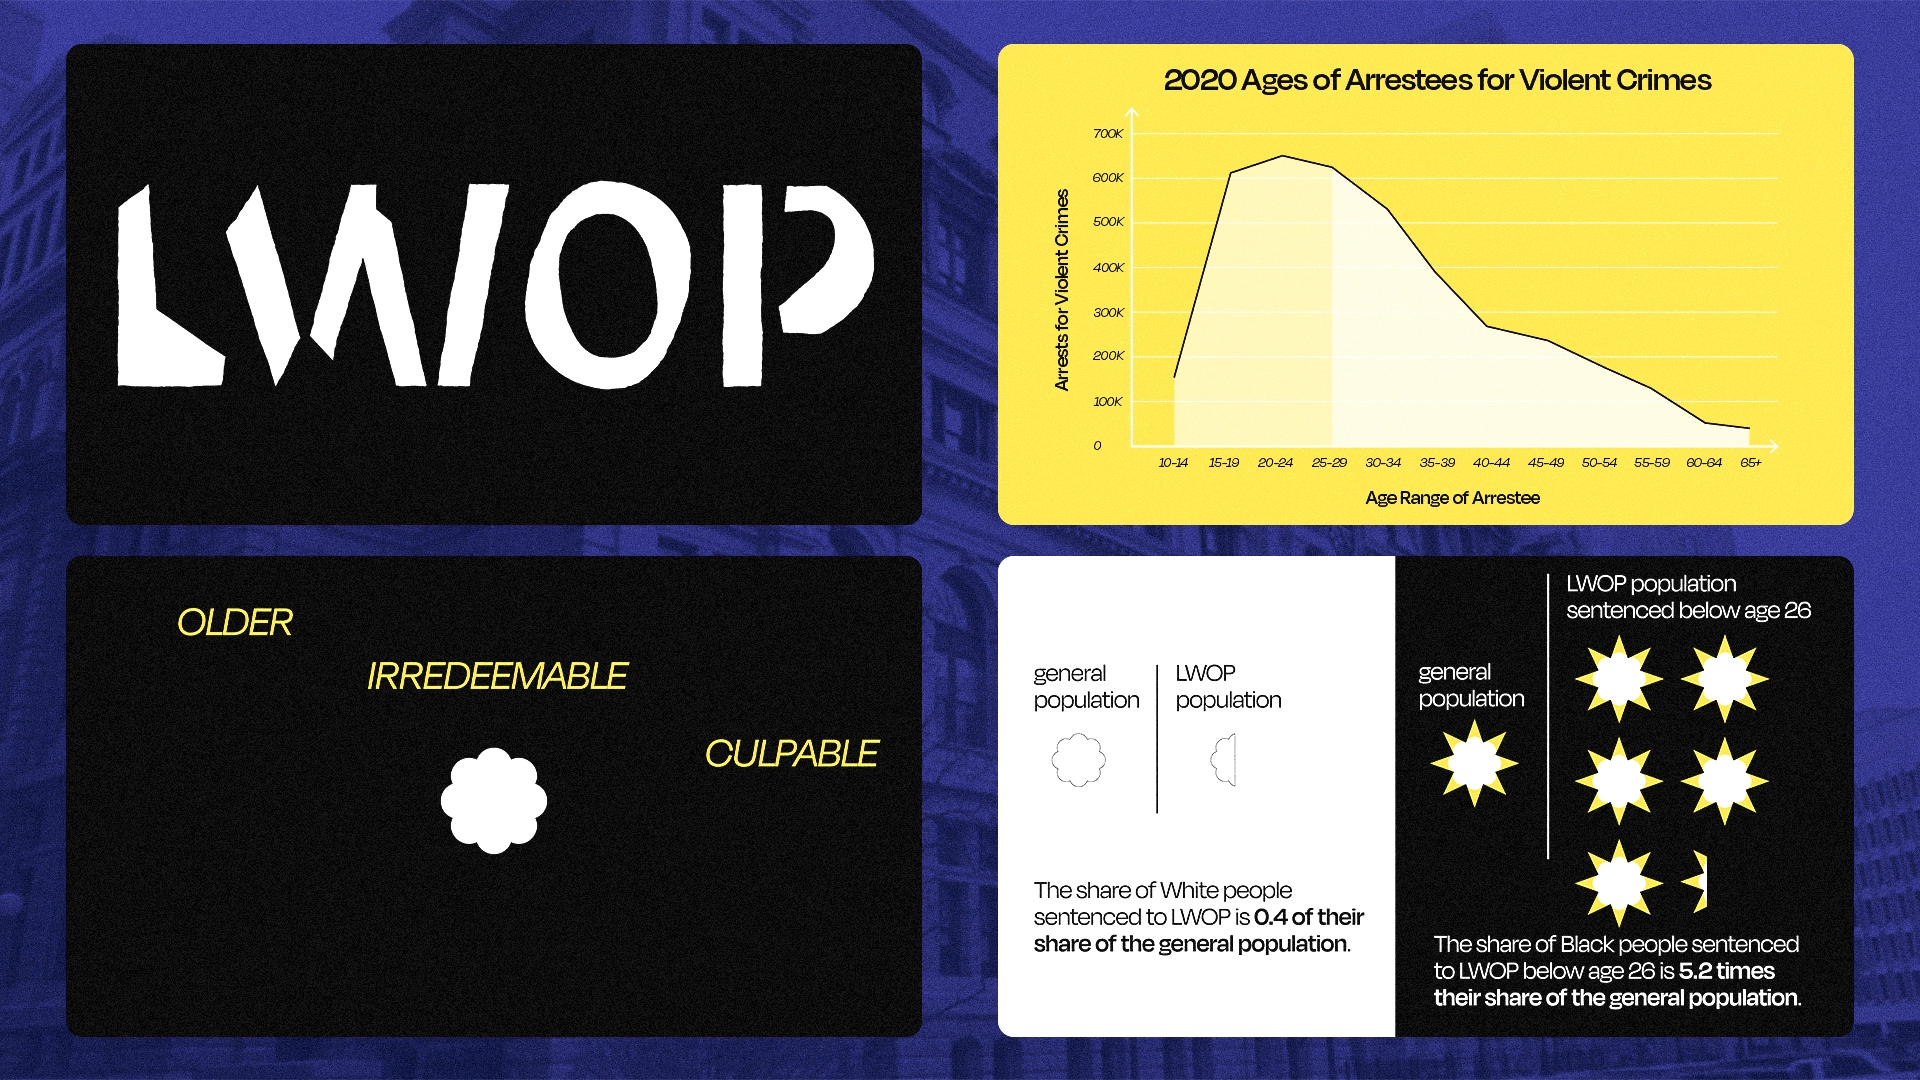 LWOP
2020 Ages of Arrestees for Violent Crimes
Arrests for Violent Crimes
700K
600K
500K
400K
300K
200K
100K
0
10-14 15-19 20-24 25-29 30-34 35-39 40-44 45-49 50-54 55-59 60-64 65+
Age Range of Arrestee
OLDER
IRREDEEMABLE
CULPABLE
general
population
LWOP
population
The share of White people
sentenced to LWOP is 0.4 of their
share of the general population.
general
population
LWOP population
sentenced below age 26
The share of Black people sentenced
to LWOP below age 26 is 5.2 times
their share of the general population.